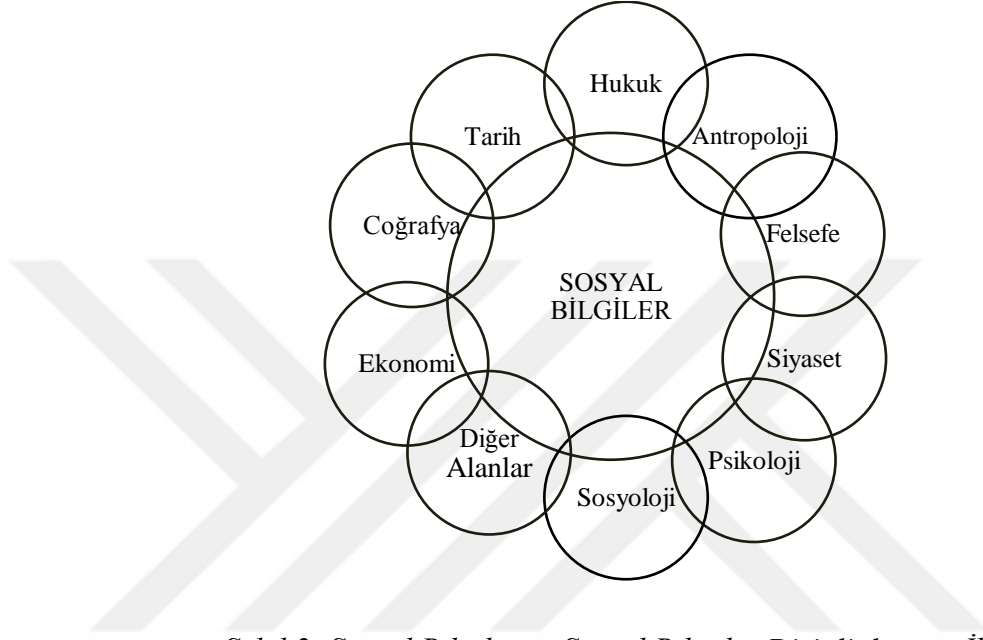 Hukuk
Tarih
Antropoloji
Coğrafya
Felsefe
SOSYAL
BİLGİLER
Ekonomi
Siyaset
Diğer
Alanlar
Psikoloji
Sosyoloji